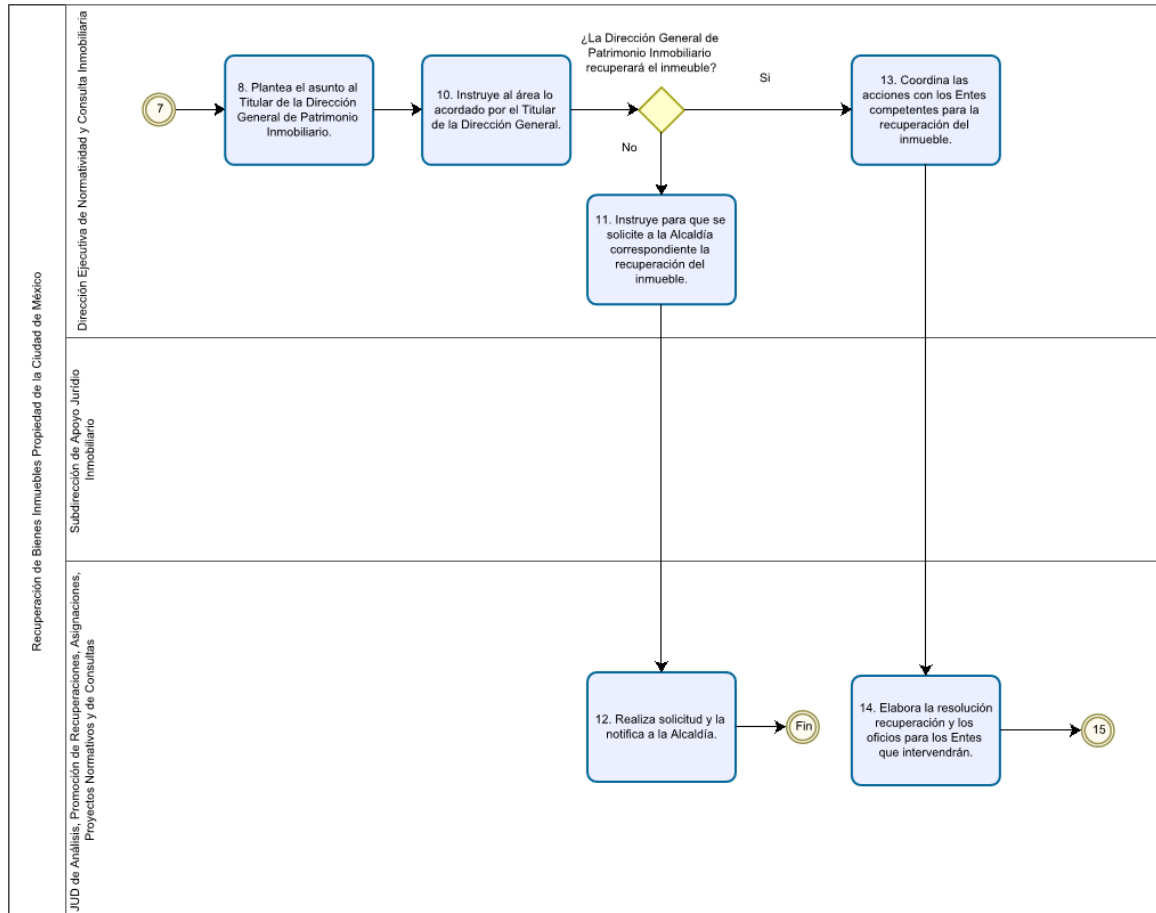 Recuperación de Bienes Inmuebles Propiedad de la Ciudad de México
Dirección Ejecutiva de Normatividad y Consulta Inmobiliaria
7
8. Plantea el asunto al
Titular de la Dirección
General de Patrimonio
Inmobiliario.
10. Instruye al área lo
acordado por el Titular
de la Dirección General.
¿La Dirección General de
Patrimonio Inmobiliario
recuperará el inmeuble?
Si
No
13. Coordina las
acciones con los Entes
competentes para la
recuperación del
inmueble.
11. Instruye para que se
solicite a la Alcaldía
correspondiente la
recuperación del
inmueble.
Subdirección de Apoyo Jurídio
Inmobiliario
JUD de Análisis, Promoción de Recuperaciones, Asignaciones,
Proyectos Normativos y de Consultas
12. Realiza solicitud y la
notifica a la Alcaldía.
Fin
14. Elabora la resolución
recuperación y los
oficios para los Entes
que intervendrán.
15